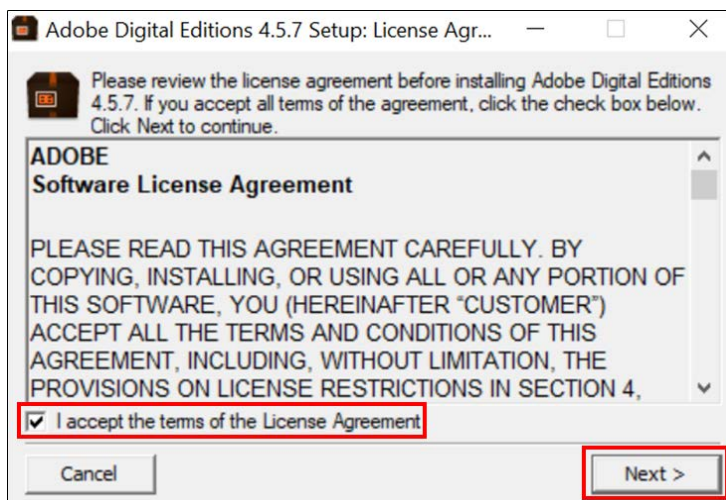 Adobe Digital Editions 4.5.7 Setup: License Agr...
Please review the license agreement before installing Adobe Digital Editions
4.5.7. If you accept all terms of the agreement, click the check box below.
Click Next to continue.
ADOBE
Software License Agreement
PLEASE READ THIS AGREEMENT CAREFULLY. BY
COPYING, INSTALLING, OR USING ALL OR ANY PORTION OF
THIS SOFTWARE, YOU (HEREINAFTER “CUSTOMER”)
ACCEPT ALL THE TERMS AND CONDITIONS OF THIS
AGREEMENT, INCLUDING, WITHOUT LIMITATION, THE
PROVISIONS ON LICENSE RESTRICTIONS IN SECTION 4,
I accept the terms of the License Agreement
Cancel
Next >